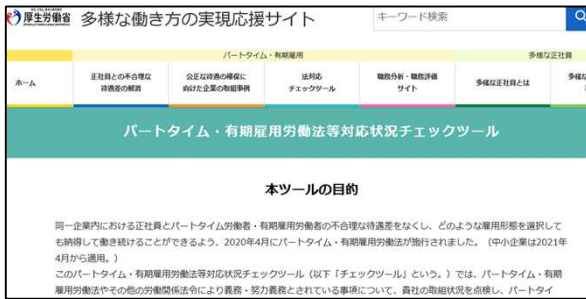 厚生労働省 多様な働き方の実現応援サイト
キーワード検索
パートタイム・有期雇用
多様な正社員
ホーム
正社員との不合理な
待遇差の解消
公正な待遇の確保に
向けた企業の取組事例
法対応
チェックツール
職務分析・職務評価
サイト
多様な正社員とは
パートタイム・有期雇用労働法等対応状況チェックツール
本ツールの目的
同一企業内における正社員とパートタイム労働者・有期雇用労働者の不合理な待遇差をなくし、どのような雇用形態を選択して
も納得して働き続けることができるよう、2020年4月にパートタイム・有期雇用労働法が施行されました。（中小企業は2021年
4月から適用。）
このパートタイム・有期雇用労働法等対応状況チェックツール（以下「チェックツール」という。）では、パートタイム・有期
雇用労働法やその他の労働関係法令により義務・努力義務とされている事項について、貴社の取組状況を点検し、パートタイ